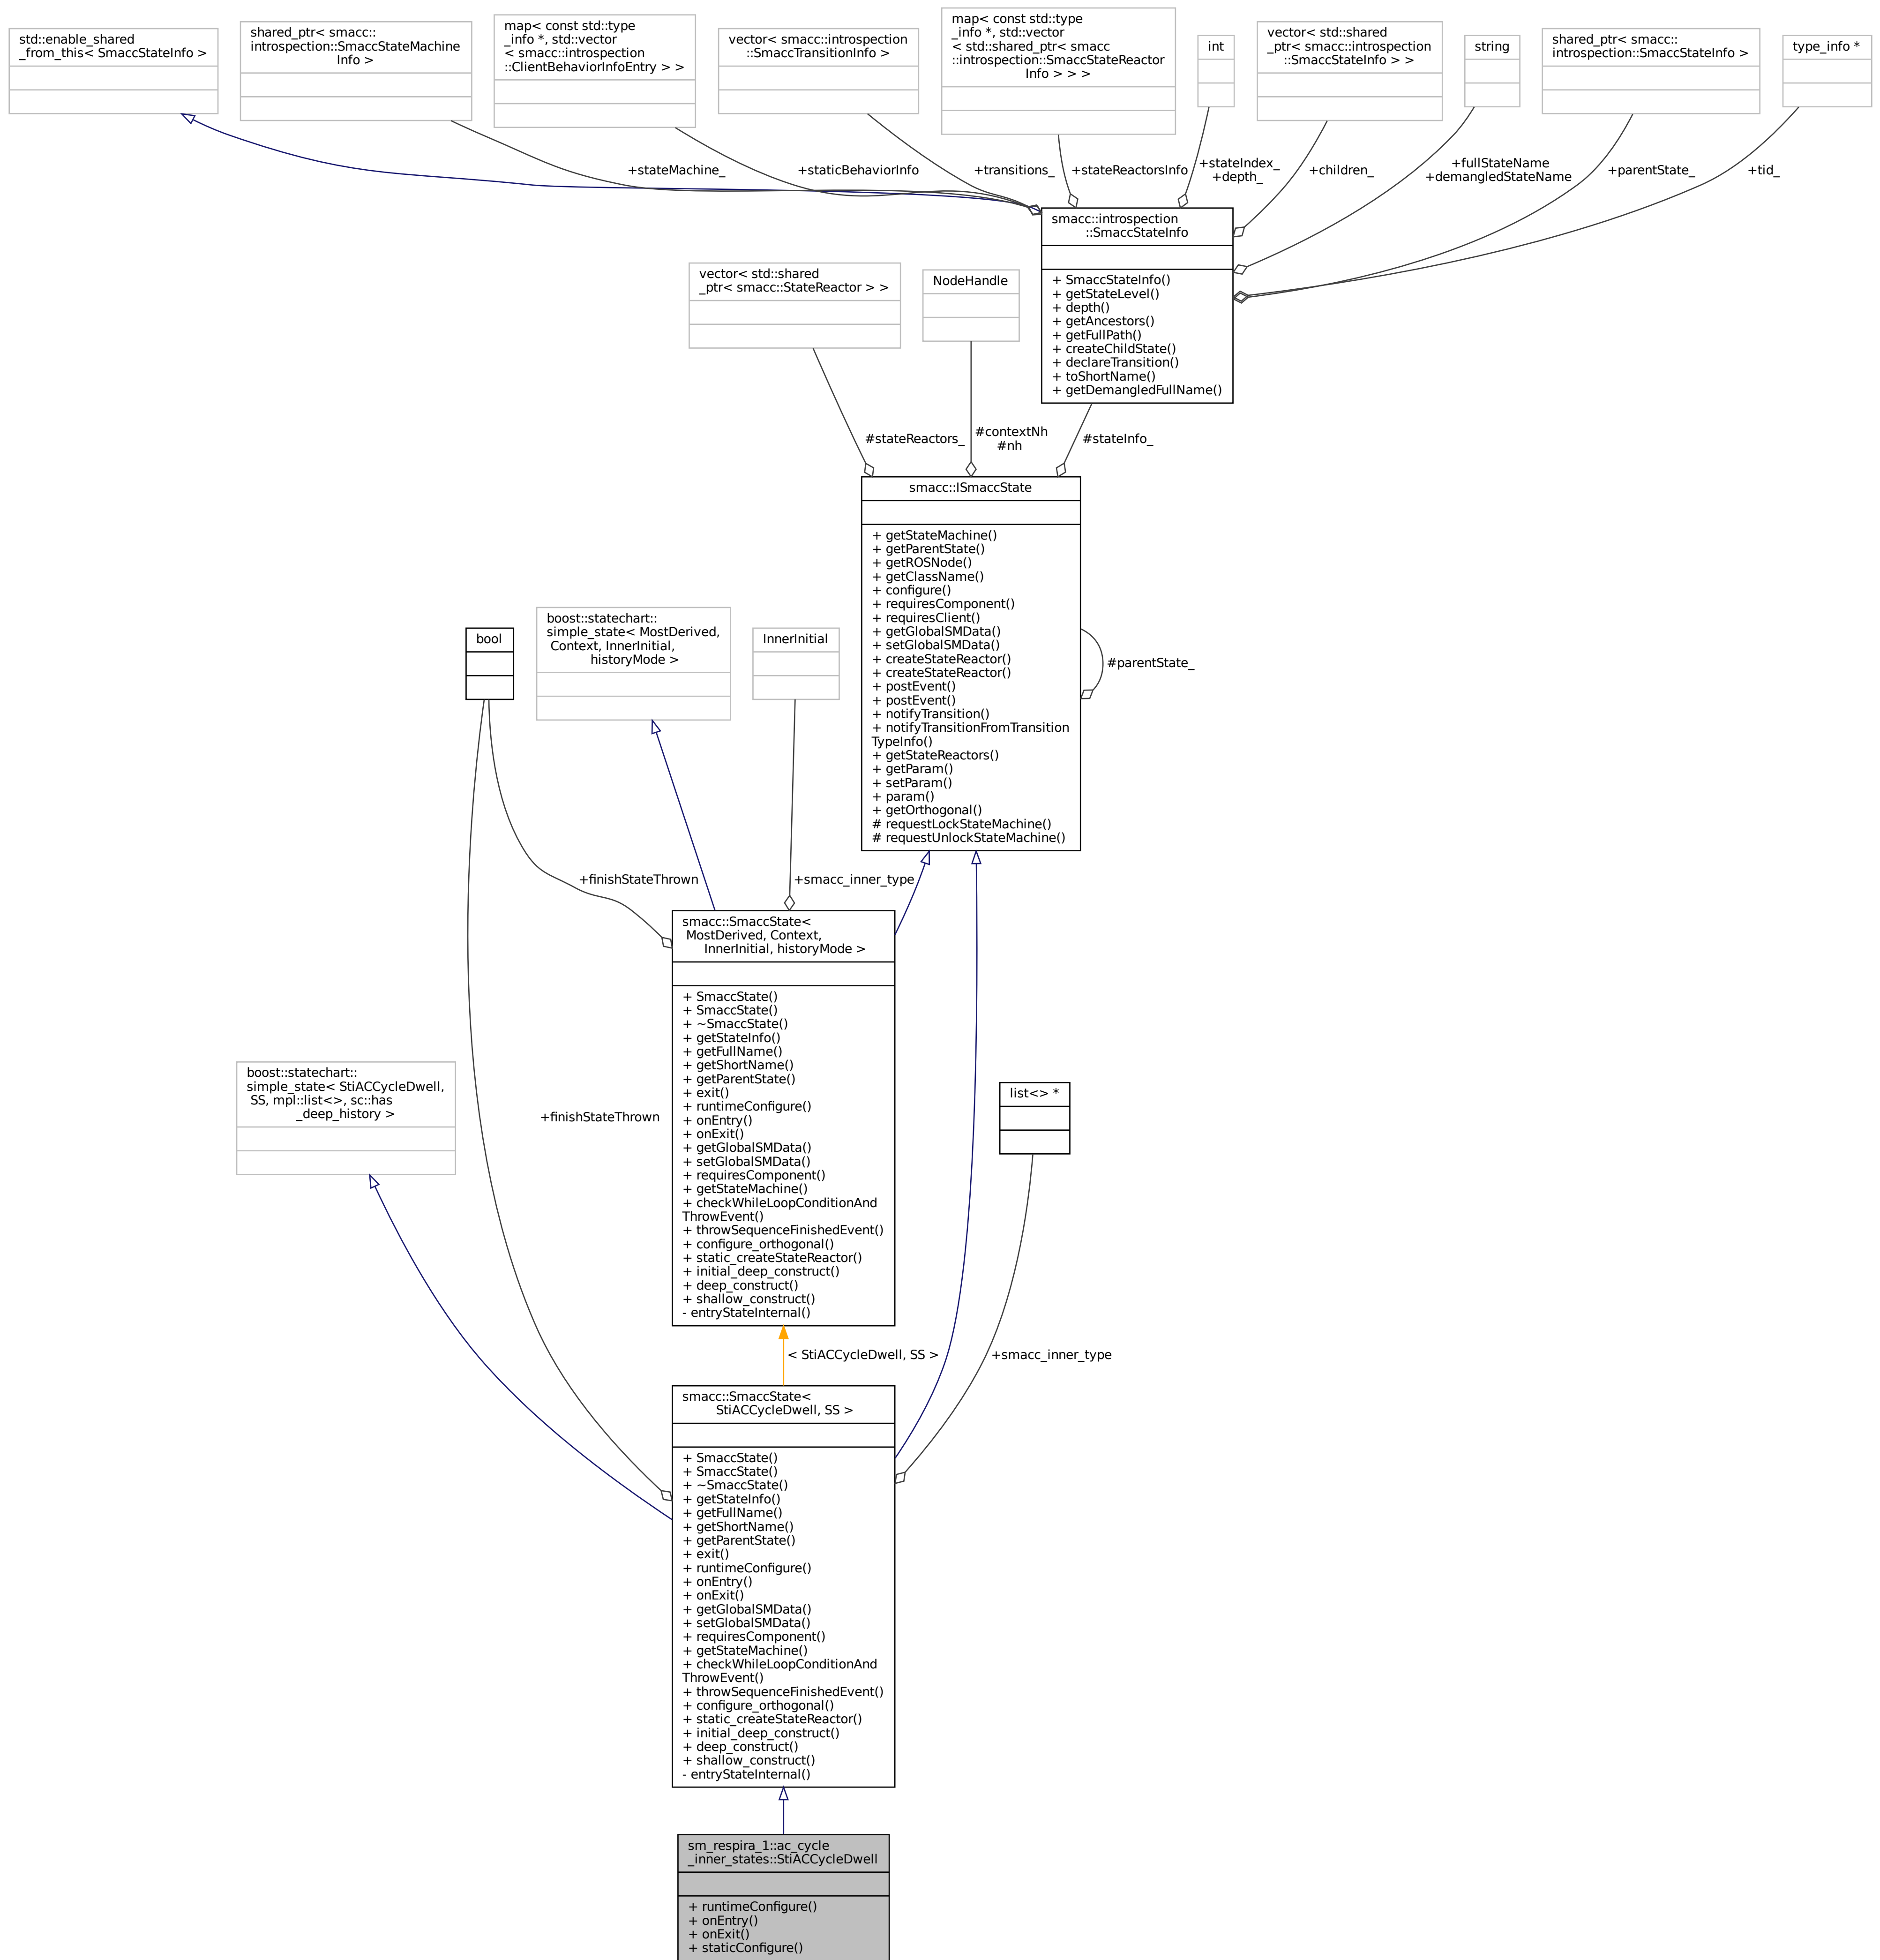 std::enable_shared
_from_this< SmaccStateInfo >
shared_ptr< smacc::
introspection::SmaccStateMachine
Info >
map< const std::type
_info *, std::vector
< smacc::introspection
::ClientBehaviorInfoEntry > >
vector< smacc::introspection
::SmaccTransitionInfo >
map< const std::type
_info *, std::vector
< std::shared_ptr< smacc
::introspection::SmaccStateReactor
Info > > >
int
vector< std::shared
_ptr< smacc::introspection
::SmaccStateInfo > >
string
shared_ptr< smacc::
introspection::SmaccStateInfo >
type_info *
+stateMachine_
+staticBehaviorInfo
+transitions_
+stateReactorsInfo
+stateIndex_
+depth_
+children_
+fullStateName
+demangledStateName
+parentState_
+tid_
smacc::introspection
::SmaccStateInfo
+ SmaccStateInfo()
+ getStateLevel()
+ depth()
+ getAncestors()
+ getFullPath()
+ createChildState()
+ declareTransition()
+ toShortName()
+ getDemangledFullName()
vector< std::shared
_ptr< smacc::StateReactor > >
NodeHandle
#stateReactors_
#contextNh
#nh
#stateInfo_
smacc::ISmaccState
+ getStateMachine()
+ getParentState()
+ getROSNode()
+ getClassName()
+ configure()
+ requiresComponent()
+ requiresClient()
+ getGlobalSMData()
+ setGlobalSMData()
+ createStateReactor()
+ createStateReactor()
+ postEvent()
+ postEvent()
+ notifyTransition()
+ notifyTransitionFromTransition
TypeInfo()
+ getStateReactors()
+ getParam()
+ setParam()
+ param()
+ getOrthogonal()
# requestLockStateMachine()
# requestUnlockStateMachine()
#parentState_
bool
boost::statechart::
simple_state< MostDerived,
Context, InnerInitial,
historyMode >
InnerInitial
+finishStateThrown
+smacc_inner_type
smacc::SmaccState<
MostDerived, Context,
InnerInitial, historyMode >
+ SmaccState()
+ SmaccState()
+ ~SmaccState()
+ getStateInfo()
+ getFullName()
+ getShortName()
+ getParentState()
+ exit()
+ runtimeConfigure()
+ onEntry()
+ onExit()
+ getGlobalSMData()
+ setGlobalSMData()
+ requiresComponent()
+ getStateMachine()
+ checkWhileLoopConditionAnd
ThrowEvent()
+ throwSequenceFinishedEvent()
+ configure_orthogonal()
+ static_createStateReactor()
+ initial_deep_construct()
+ deep_construct()
+ shallow_construct()
- entryStateInternal()
boost::statechart::
simple_state< StiACCycleDwell,
SS, mpl::list<>, sc::has
_deep_history >
+finishStateThrown
list<> *
< StiACCycleDwell, SS >
+smacc_inner_type
smacc::SmaccState<
StiACCycleDwell, SS >
+ SmaccState()
+ SmaccState()
+ ~SmaccState()
+ getStateInfo()
+ getFullName()
+ getShortName()
+ getParentState()
+ exit()
+ runtimeConfigure()
+ onEntry()
+ onExit()
+ getGlobalSMData()
+ setGlobalSMData()
+ requiresComponent()
+ getStateMachine()
+ checkWhileLoopConditionAnd
ThrowEvent()
+ throwSequenceFinishedEvent()
+ configure_orthogonal()
+ static_createStateReactor()
+ initial_deep_construct()
+ deep_construct()
+ shallow_construct()
- entryStateInternal()
sm_respira_1::ac_cycle
_inner_states::StiACCycleDwell
+ runtimeConfigure()
+ onEntry()
+ onExit()
+ staticConfigure()